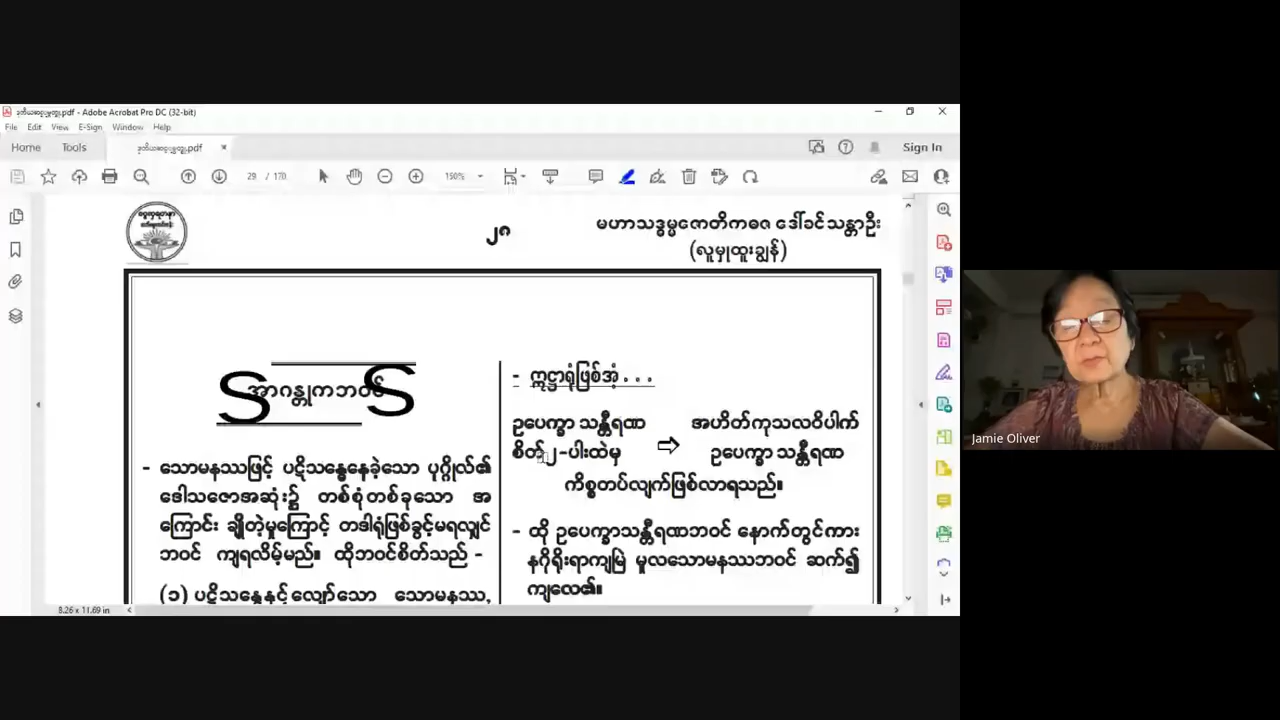 Adobe Acrobat Pro DC (32-bit)
File Edit View E-Sign Window Help
Home Tools Sign In
29 / 170 150%
၂၈
မဟာသဒ္ဓမ္မဇောတိကဓဇ ဒေါ်ခင်သန္တာဦး
(လူမှုထူးချွန်)
အာဂန္တုကဘဝင်
- သောမနဿဖြင့် ပဋိသန္ဓေနေခဲ့သော ပုဂ္ဂိုလ်၏
ဒေါသဇောအဆုံး၌ တစ်စုံတစ်ခုသော အ
ကြောင်း ချို့တဲ့မှုကြောင့် တဒါရုံဖြစ်ခွင့်မရလျှင်
ဘဝင် ကျရလိမ့်မည်။ ထိုဘဝင်စိတ်သည် -
(၁) ပဋိသန္ဓေနှင့်လျော်သော သောမနဿ,
- ဣဋ္ဌာရုံဖြစ်အံ့ . . .
ဥပေက္ခာ သန္တီရဏ ⇨ အဟိတ်ကုသလဝိပါက်
စိတ် ၂-ပါးထဲမှ ဥပေက္ခာ သန္တီရဏ
ကိစ္စတပ်လျက်ဖြစ်လာရသည်။
- ထို ဥပေက္ခာသန္တီရဏဘဝင် နောက်တွင်ကား
နဂိုရိုးရာကျမြဲ မူလသောမနဿဘဝင် ဆက်၍
ကျလေ၏။
8.26 x 11.69 in
Jamie Oliver